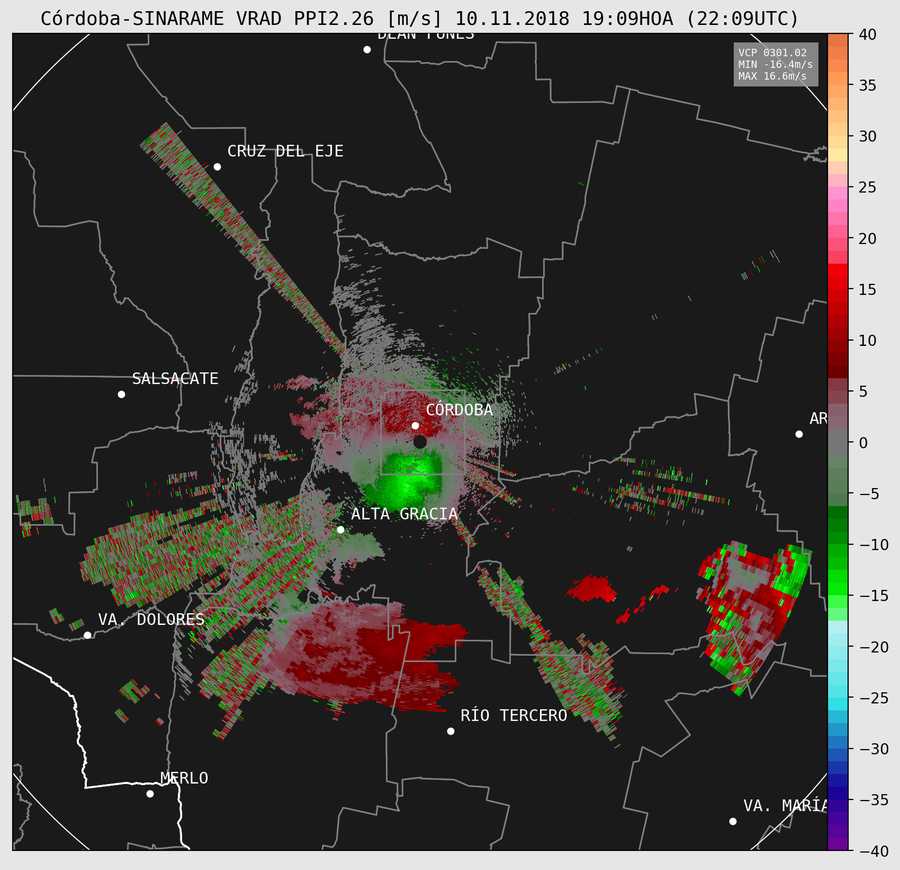 Córdoba-SINARAME VRAD PPI2.26 [m/s] 10.11.2018 19:09HOA (22:09UTC)
DEÁN FUNES
VCP 0301.02
MIN -16.4m/s
MAX 16.6m/s
CRUZ DEL EJE
SALSACATE
CÓRDOBA
AR
ALTA GRACIA
VA. DOLORES
RÍO TERCERO
MERLO
VA. MARÍA
40
35
30
25
20
15
10
5
0
−5
−10
−15
−20
−25
−30
−35
−40